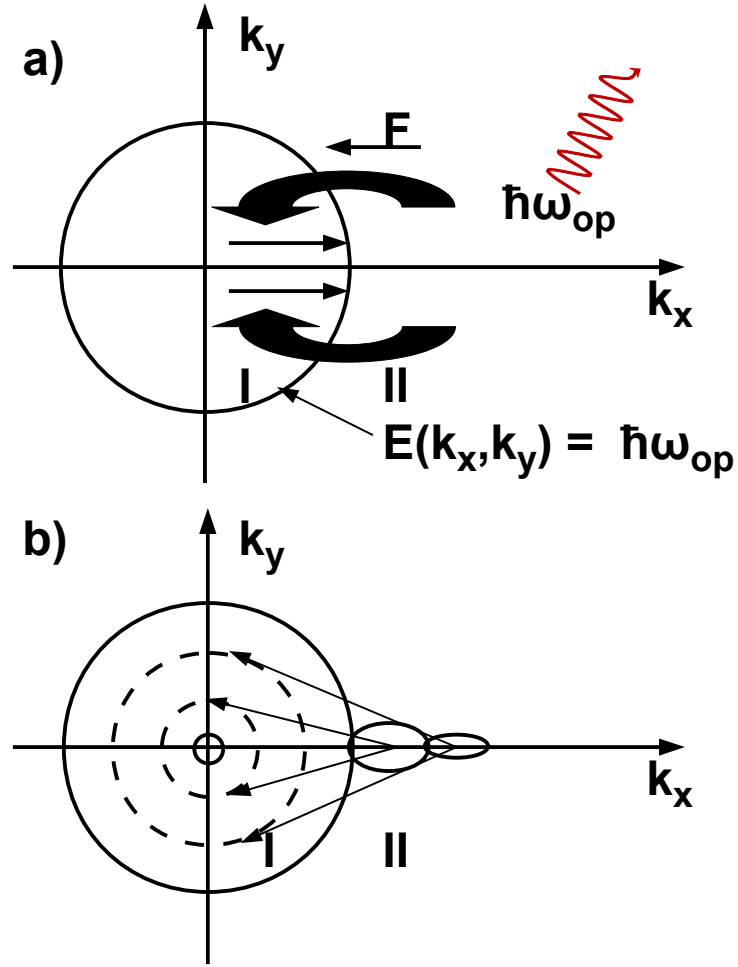 a)
k_y
F
ħω_op
k_x
I
II
E(k_x,k_y) = ħω_op
b)
k_y
k_x
I
II